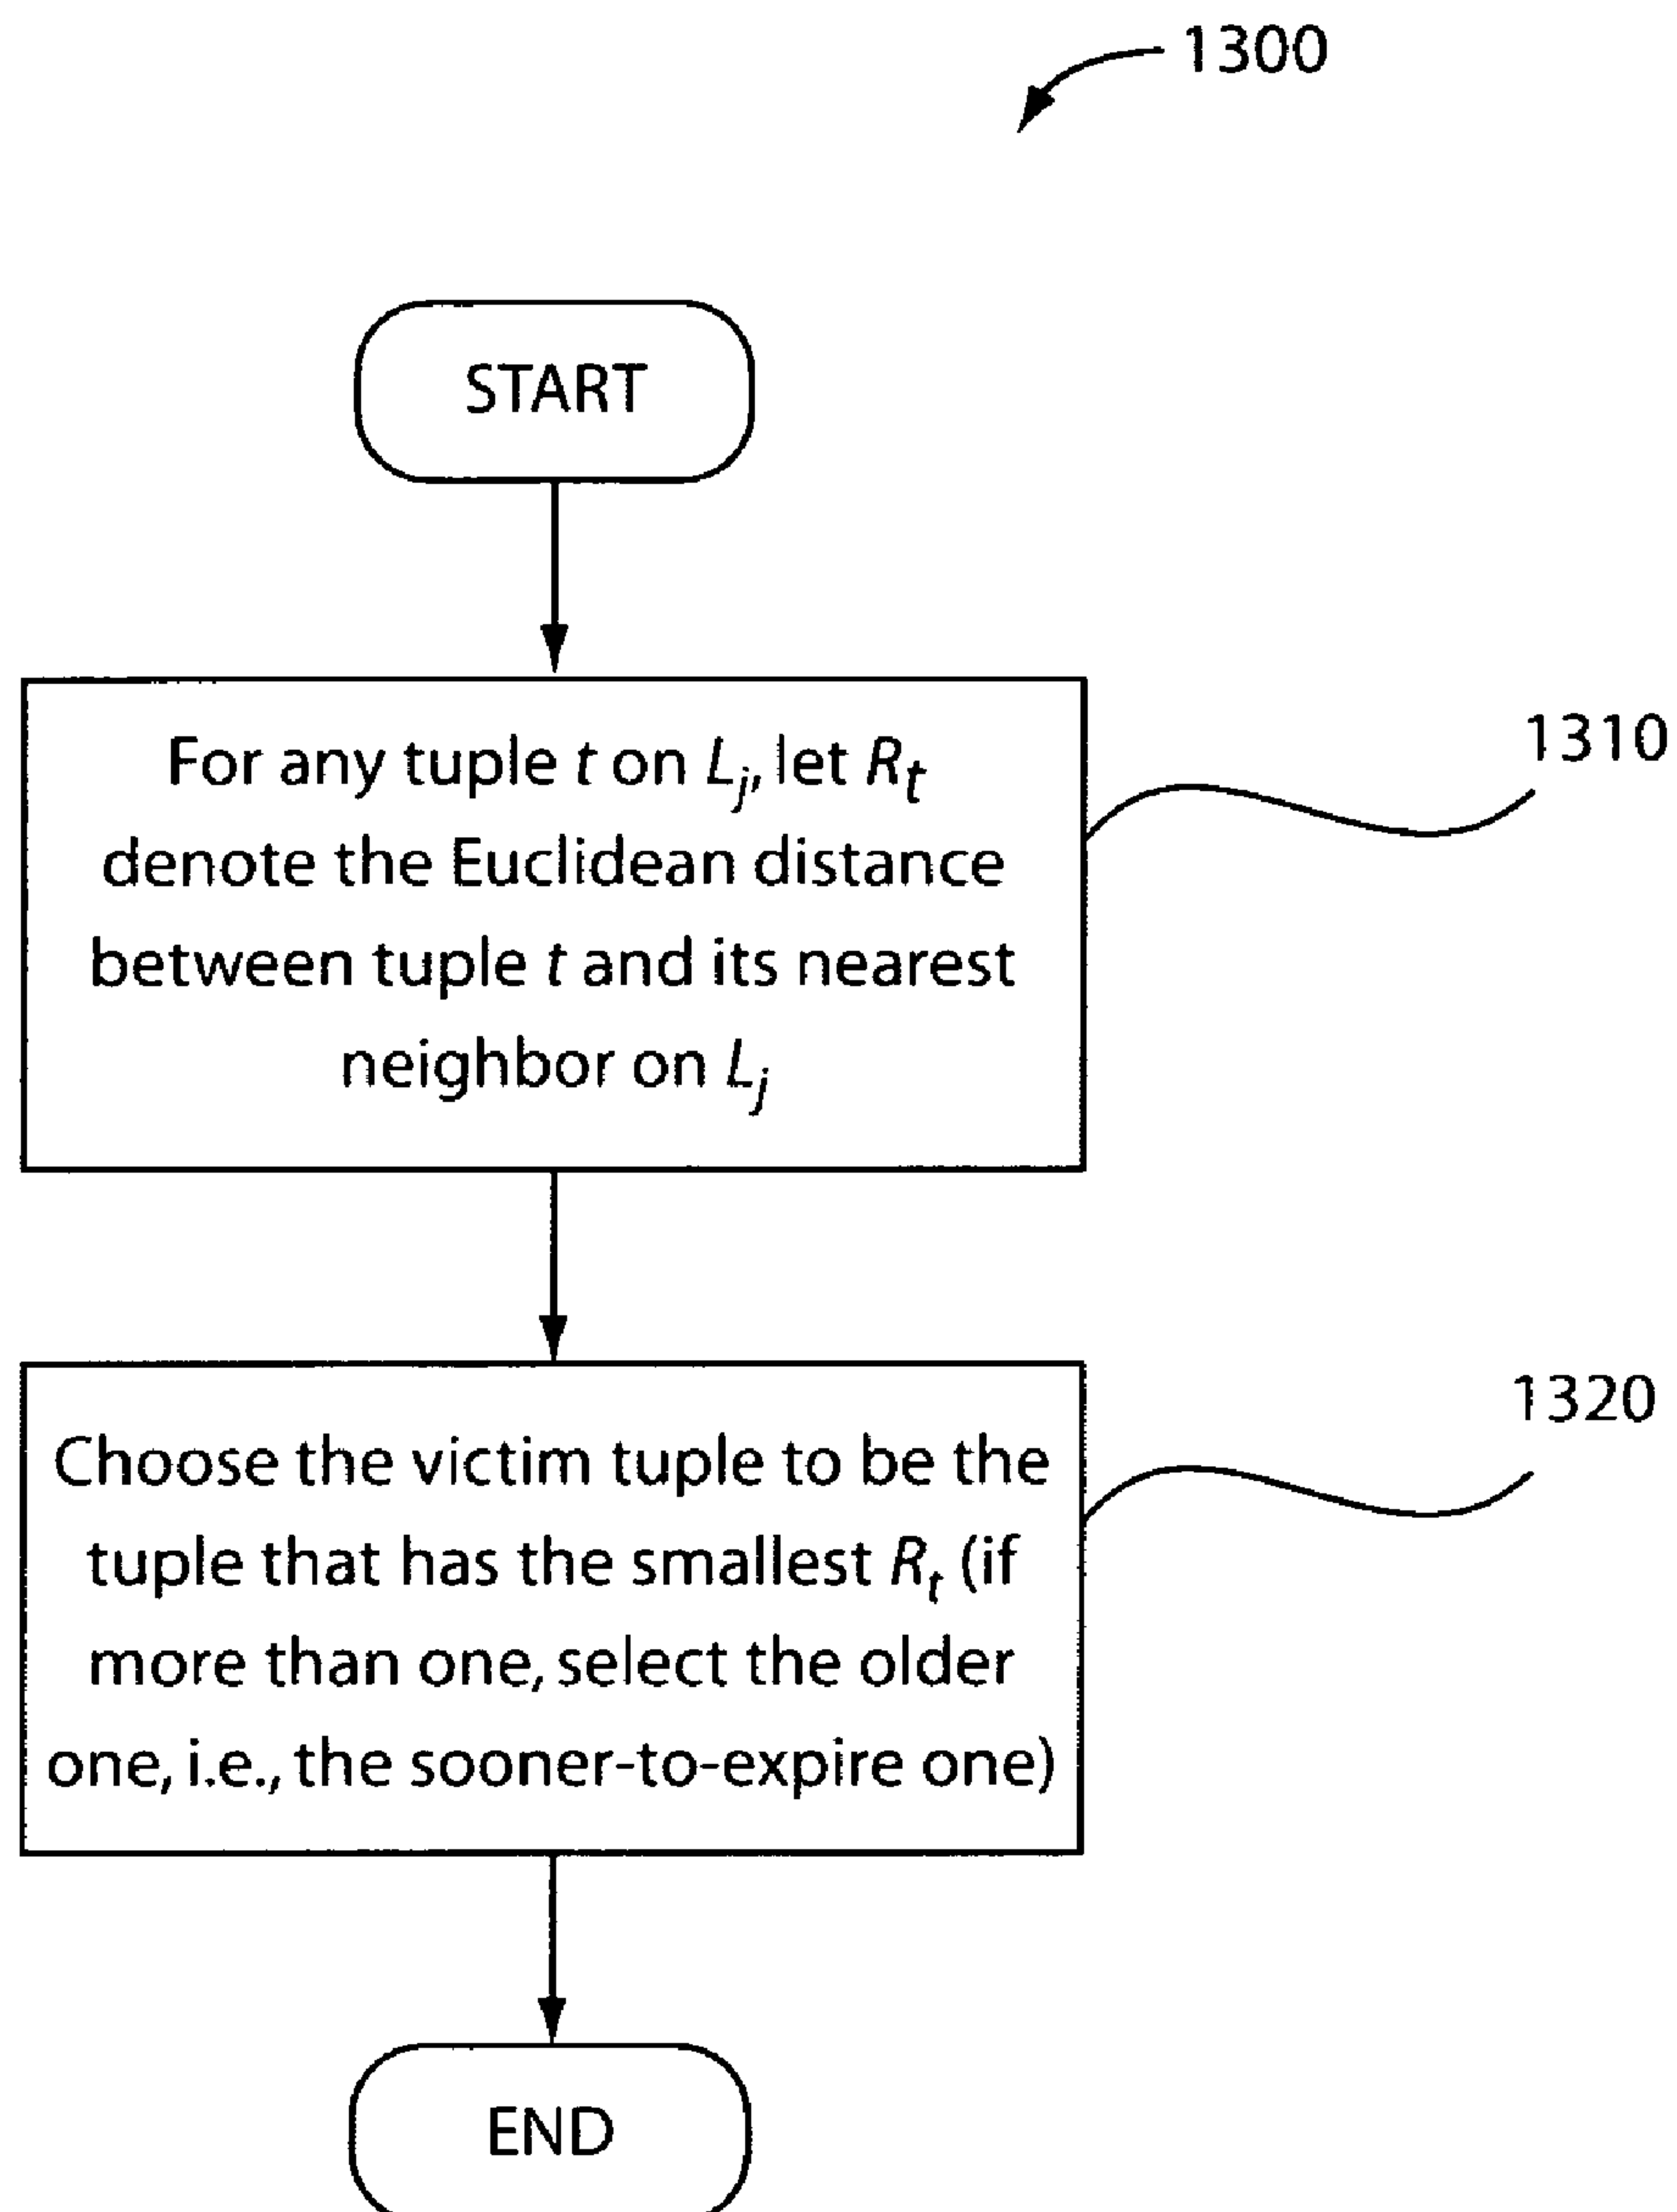 1300
START
For any tuple t on Lj, let Rt
denote the Euclidean distance
between tuple t and its nearest
neighbor on Lj
1310
Choose the victim tuple to be the
tuple that has the smallest Rt (if
more than one, select the older
one, i.e., the sooner-to-expire one)
1320
END